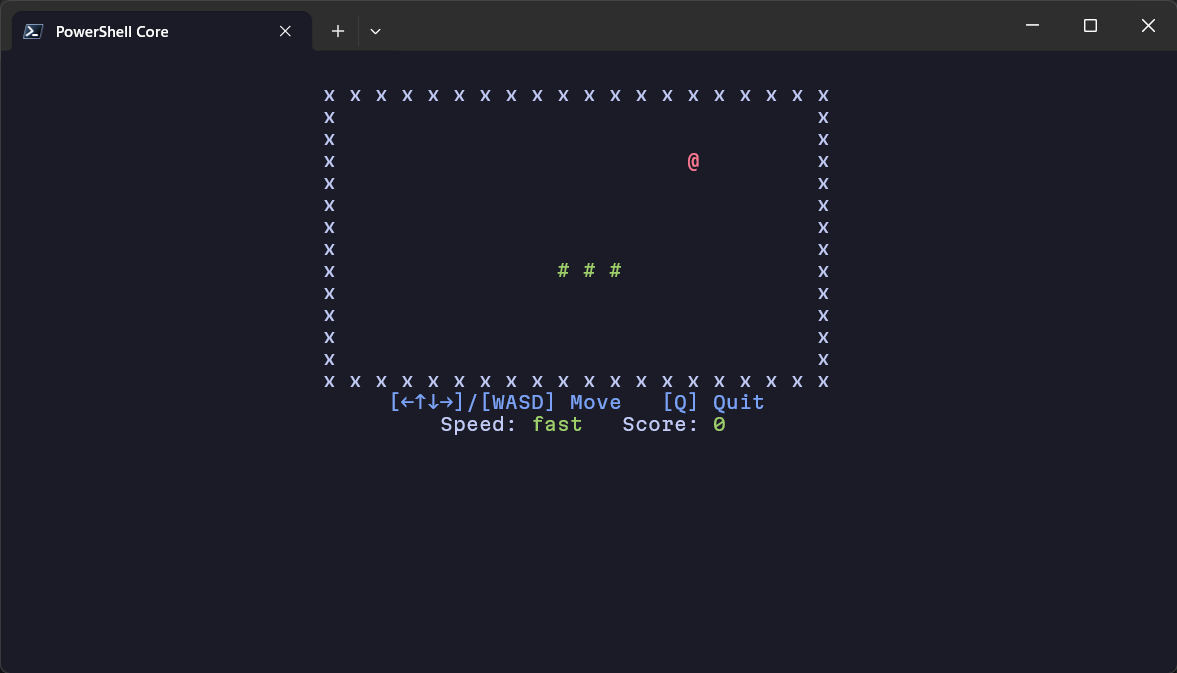 PowerShell Core
x x x x x x x x x x x x x x x x x x x x
x x
x x
x @ x
x x
x x
x x
x x
x # # # x
x x
x x
x x
x x
x x x x x x x x x x x x x x x x x x x x
[←↑↓→]/[WASD] Move [Q] Quit
Speed: fast Score: 0